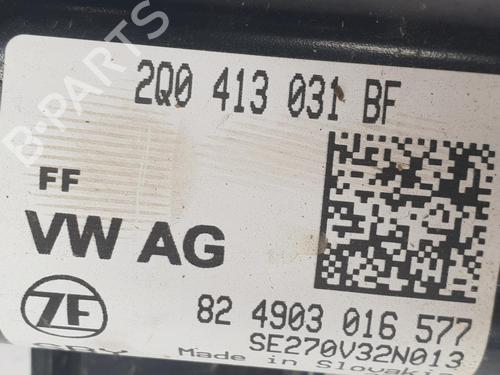 2Q0 413 031 BF
FF
VW AG
ZF
82 4903 016 577
SE270V32N013
Made in Slovakia
B-PARTS